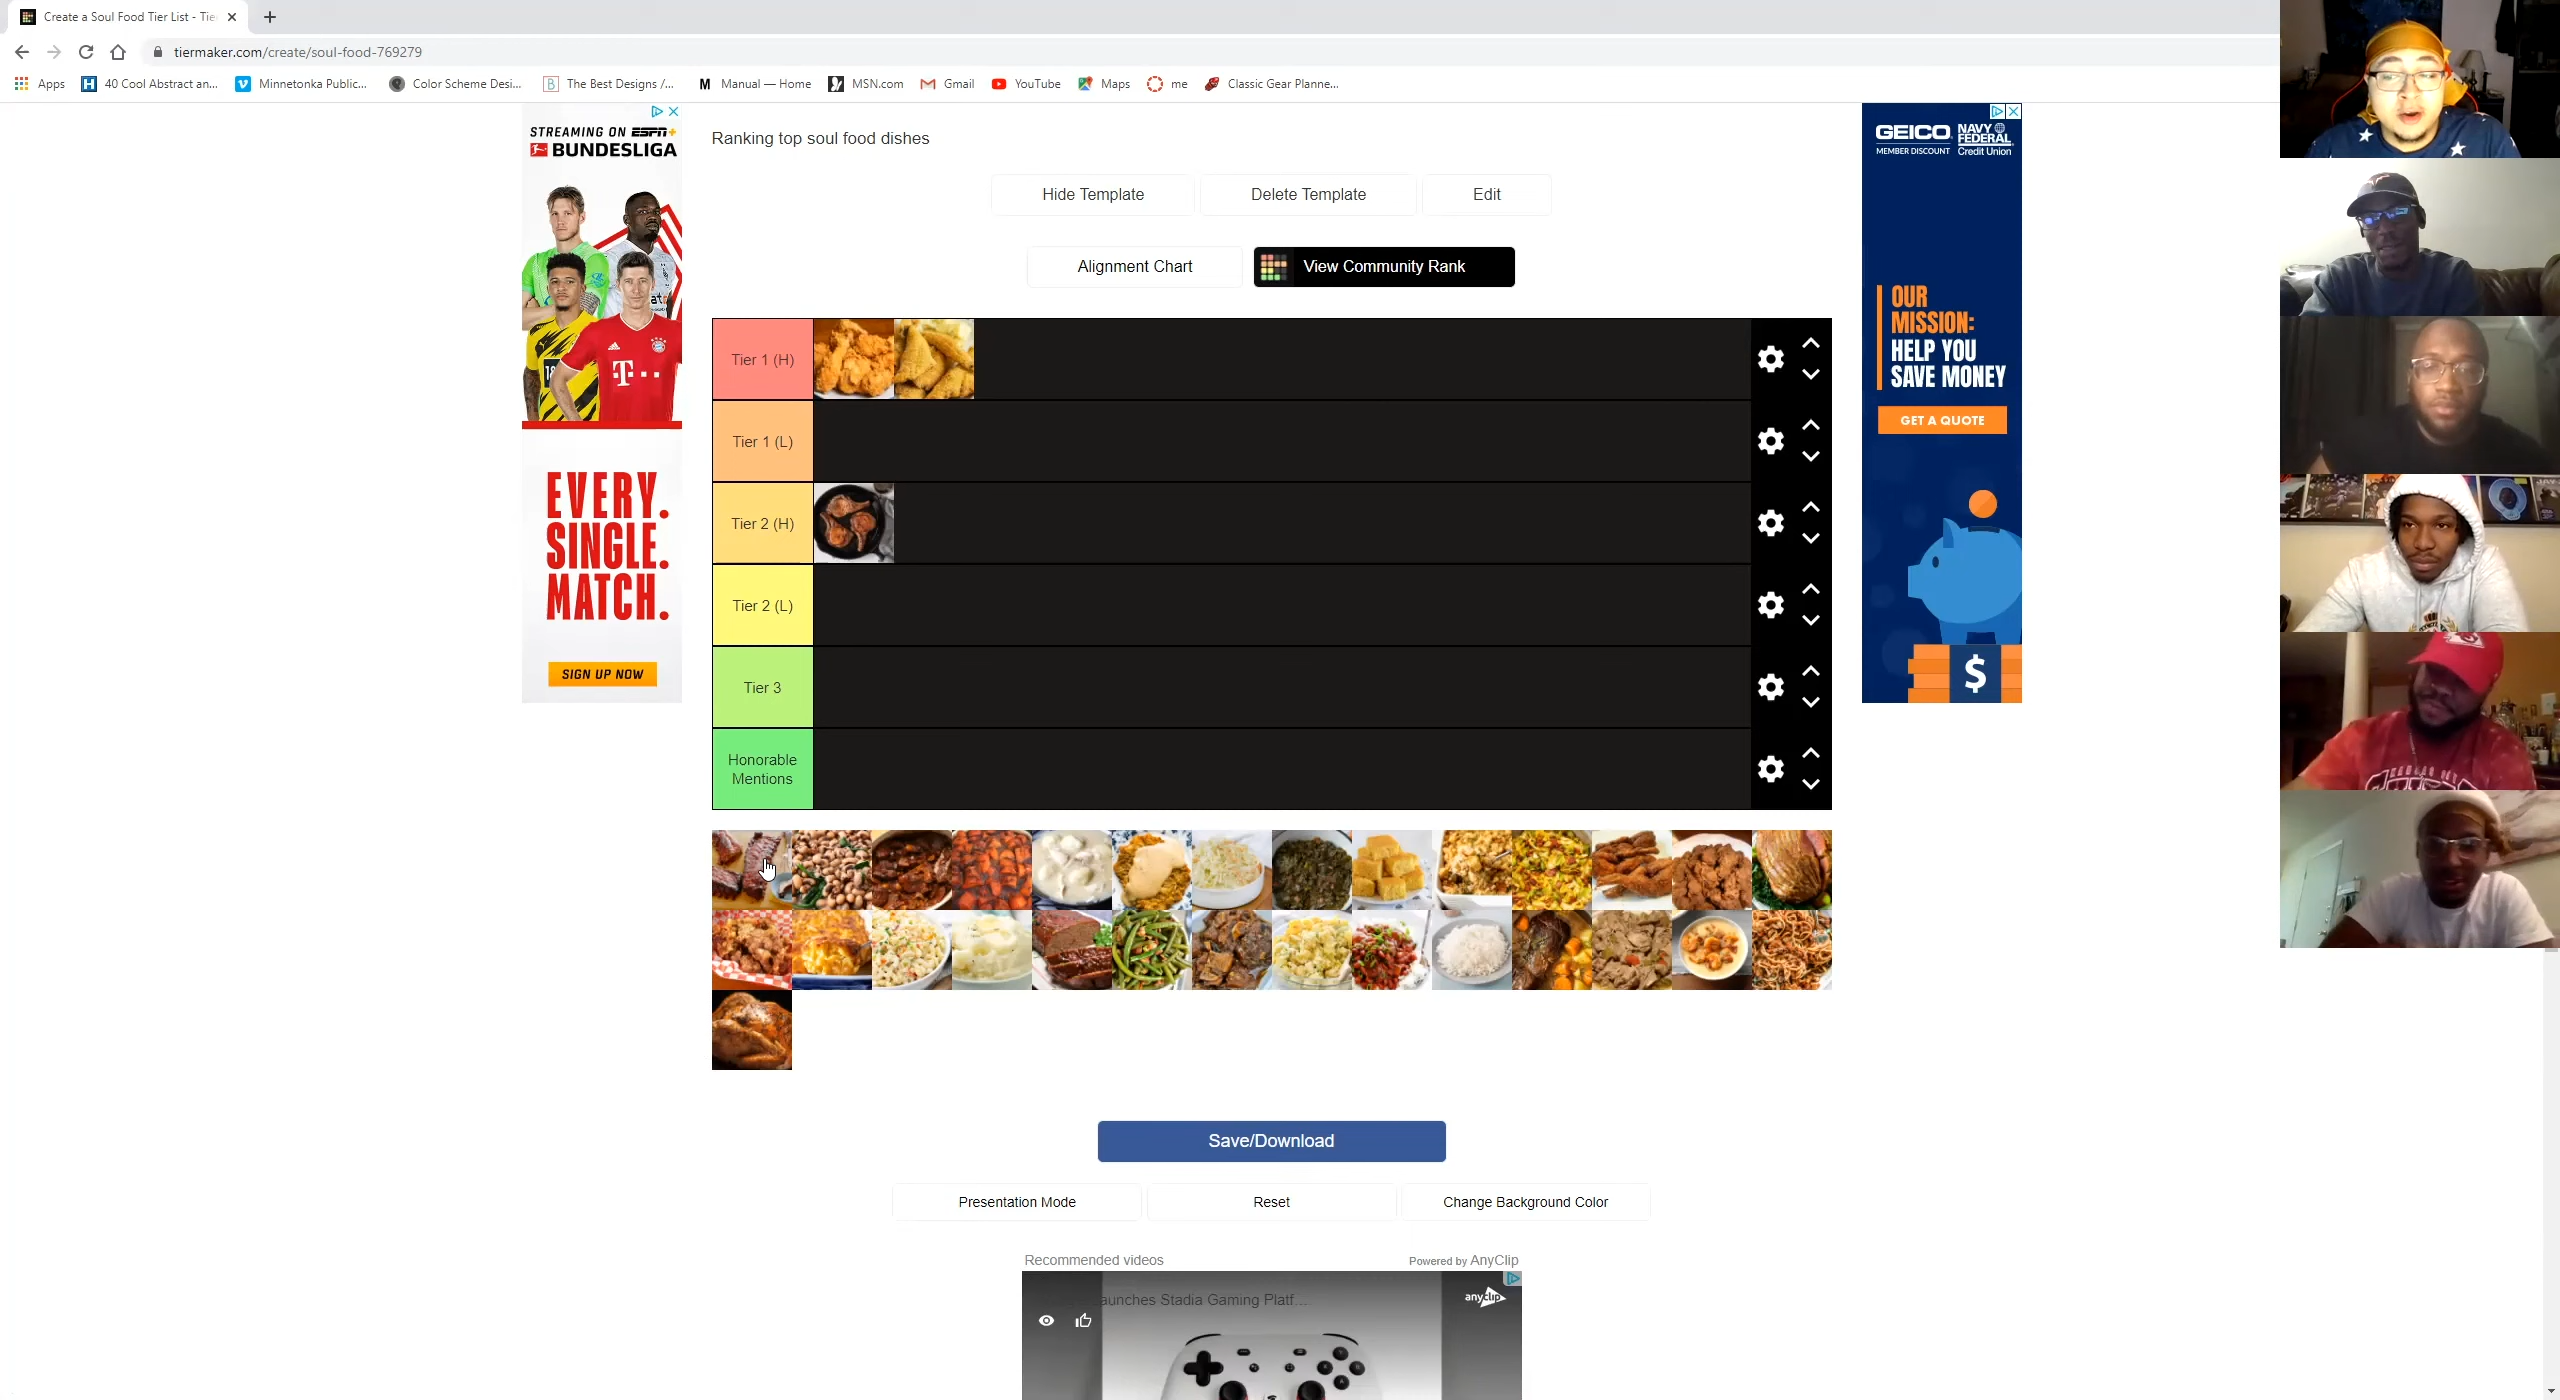 Create a Soul Food Tier List - Tie
tiermaker.com/create/soul-food-769279
Apps
40 Cool Abstract an...
Minnetonka Public...
Color Scheme Desi...
The Best Designs /...
Manual — Home
MSN.com
Gmail
YouTube
Maps
me
Classic Gear Planne...
STREAMING ON ESPN+
BUNDESLIGA
EVERY.
SINGLE.
MATCH.
SIGN UP NOW
Ranking top soul food dishes
Hide Template
Delete Template
Edit
Alignment Chart
View Community Rank
Tier 1 (H)
Tier 1 (L)
Tier 2 (H)
Tier 2 (L)
Tier 3
Honorable
Mentions
GEICO
MEMBER DISCOUNT
NAVY
FEDERAL
Credit Union
OUR
MISSION:
HELP YOU
SAVE MONEY
GET A QUOTE
$
Save/Download
Presentation Mode
Reset
Change Background Color
Recommended videos
Powered by AnyClip
aunches Stadia Gaming Platf...
anyclip